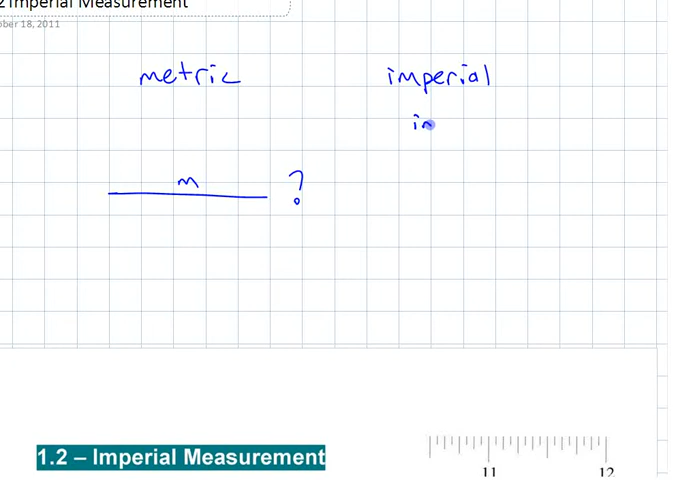 2 Imperial Measurement
ober 18, 2011
metric imperial
in
m ?
1.2 – Imperial Measurement
11 12